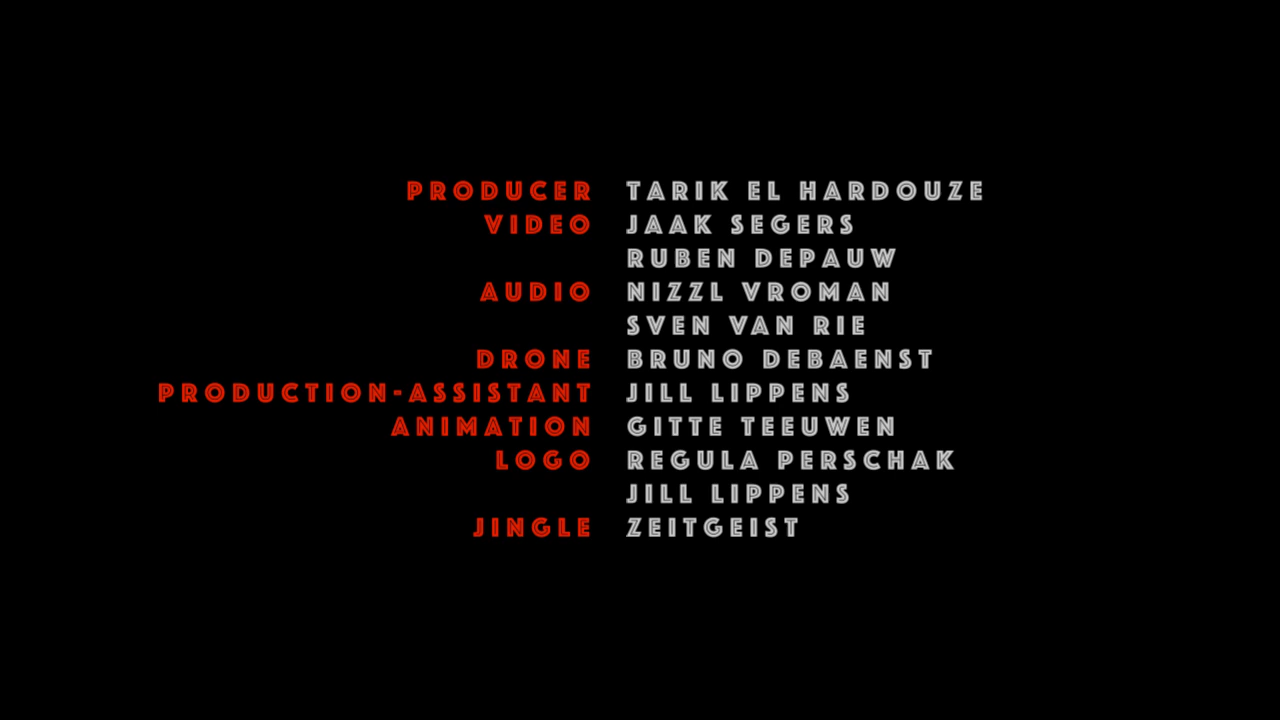 PRODUCER TARIK EL HARDOUZE
VIDEO JAAK SEGERS
RUBEN DEPAUW
AUDIO NIZZL VROMAN
SVEN VAN RIE
DRONE BRUNO DEBAENST
PRODUCTION-ASSISTANT JILL LIPPENS
ANIMATION GITTE TEEUWEN
LOGO REGULA PERSCHAK
JILL LIPPENS
JINGLE ZEITGEIST